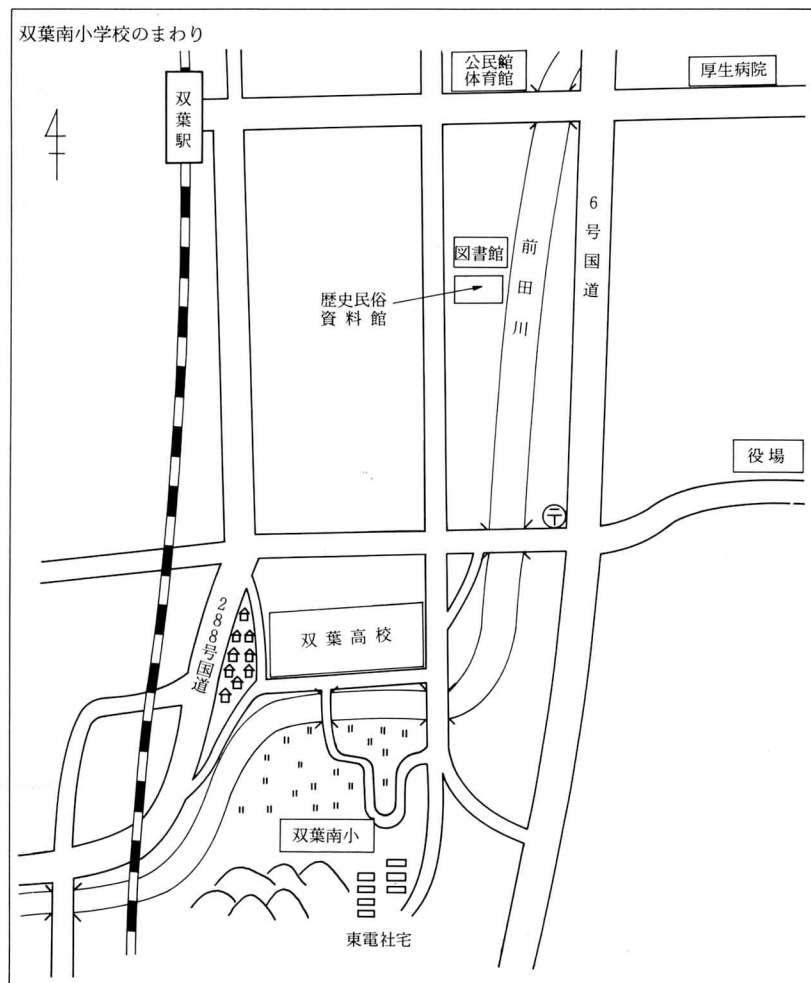 双葉南小学校のまわり
公民館
体育館
厚生病院
双葉駅
6号国道
図書館
前田川
歴史民俗
資料館
役場
〒
288号国道
双葉高校
双葉南小
東電社宅